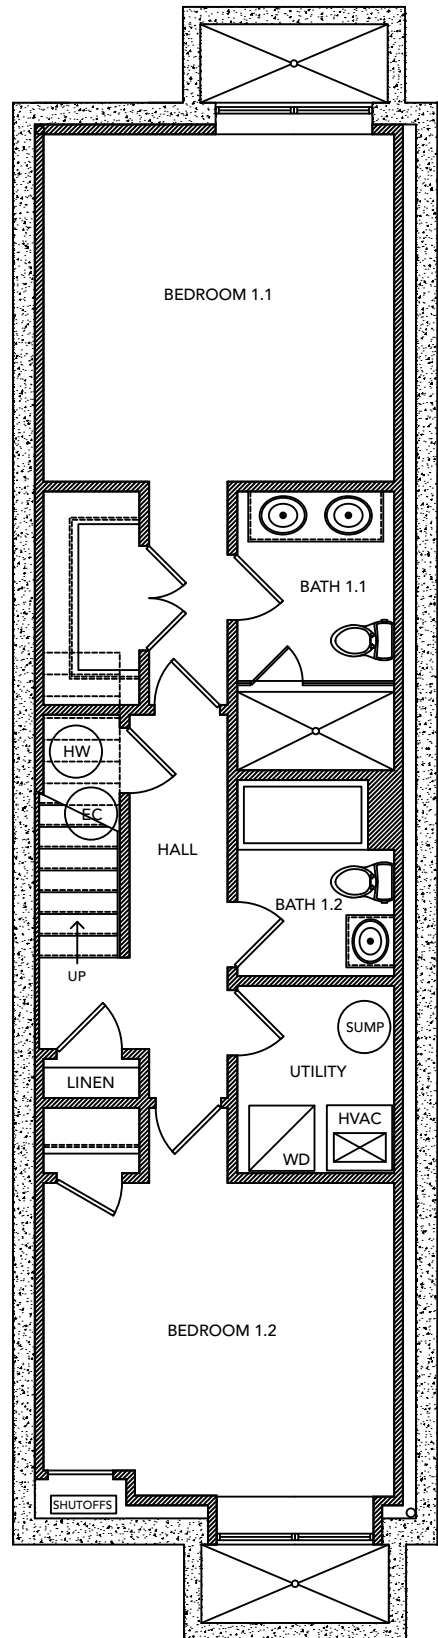 BEDROOM 1.1
BATH 1.1
HW
EC
HALL
BATH 1.2
UP
SUMP
UTILITY
LINEN
HVAC
WD
BEDROOM 1.2
SHUTOFFS